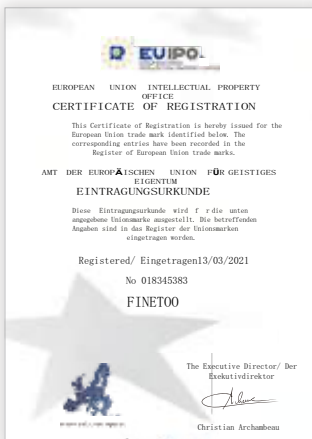 EUIPO
EUROPEAN UNION INTELLECTUAL PROPERTY
OFFICE
CERTIFICATE OF REGISTRATION
This Certificate of Registration is hereby issued for the
European Union trade mark identified below. The
corresponding entries have been recorded in the
Register of European Union trade marks.
AMT DER EUROPÄISCHEN UNION FÜR GEISTIGES
EIGENTUM
EINTRAGUNGSURKUNDE
Diese Eintragungsurkunde wird f r die unten
angegebene Unionsmarke ausgestellt. Die betreffenden
Angaben sind in das Register der Unionsmarken
eingetragen worden.
Registered/ Eingetragen13/03/2021
No 018345383
FINETOO
The Executive Director/ Der
Exekutivdirektor
Christian Archambeau